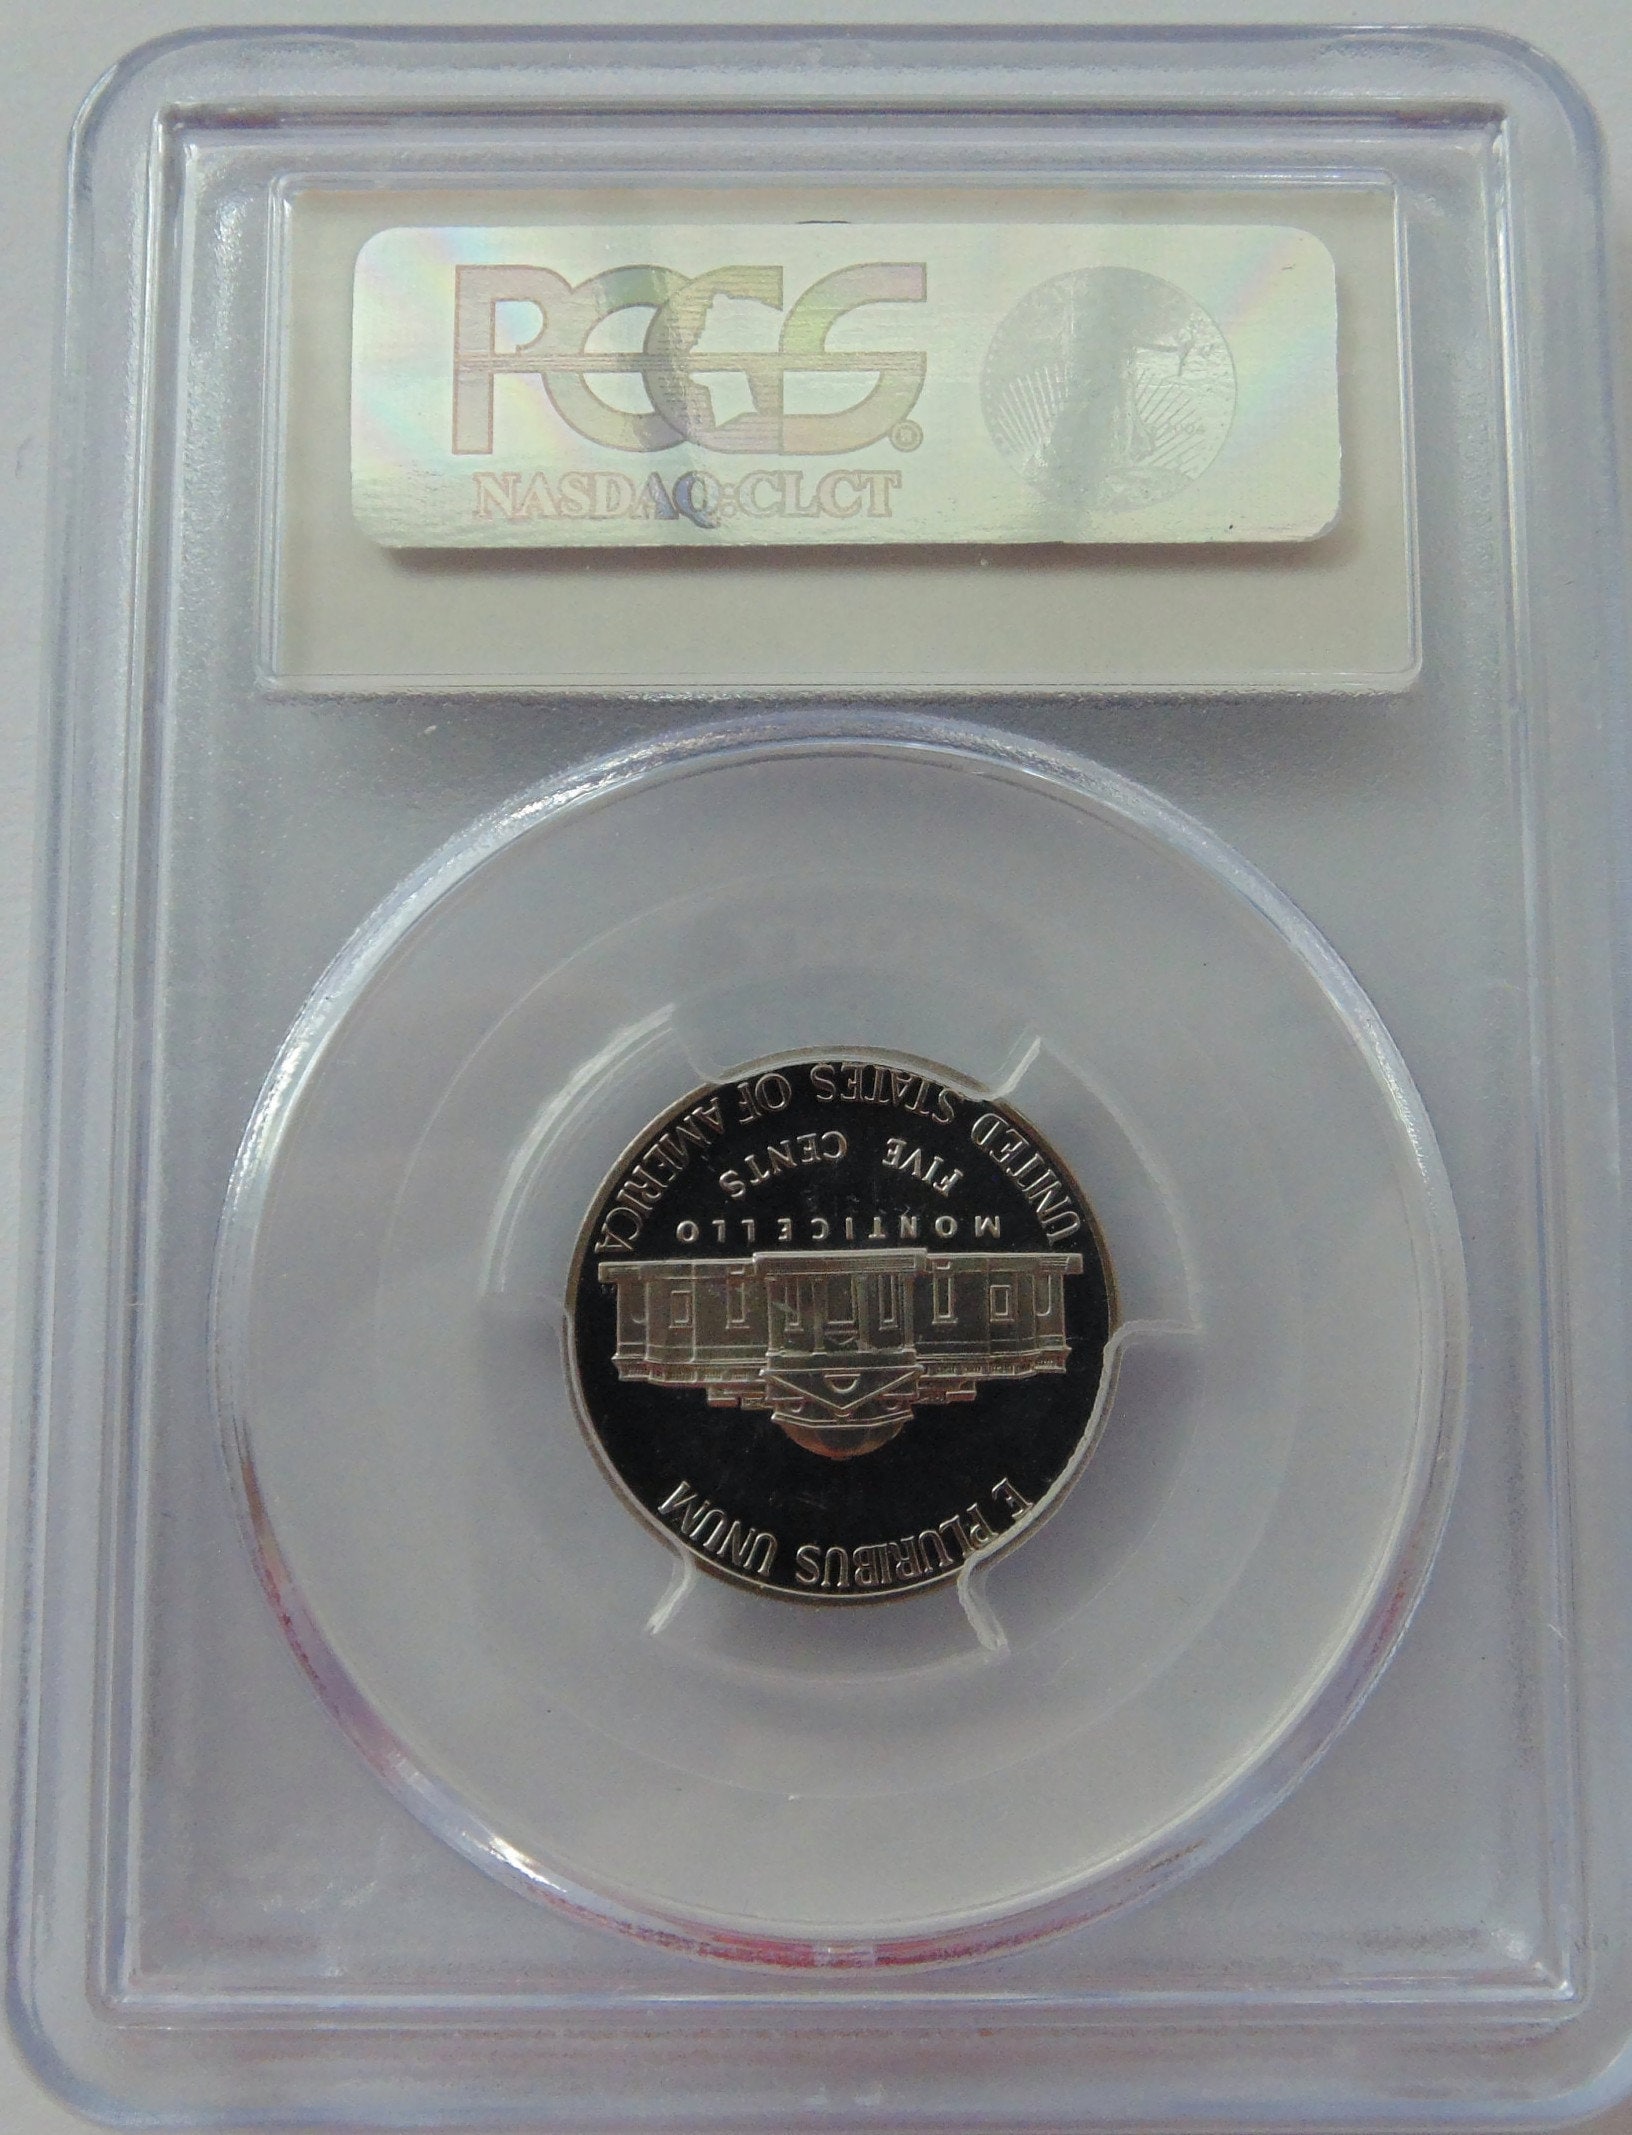 PCGS®
NASDAQ:CLCT
E PLURIBUS UNUM
MONTICELLO
FIVE CENTS
UNITED STATES OF AMERICA